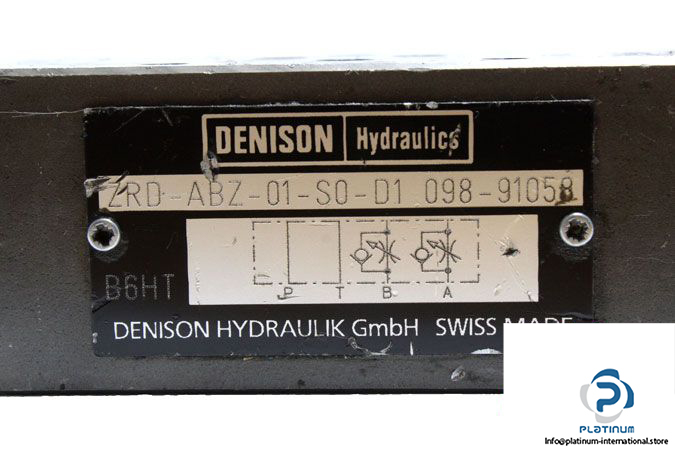 DENISON Hydraulics
ZRD-ABZ-01-S0-D1 098-91058
B6HT
P T B A
DENISON HYDRAULIK GmbH SWISS MADE
PLATINUM
Info@platinum-international.store